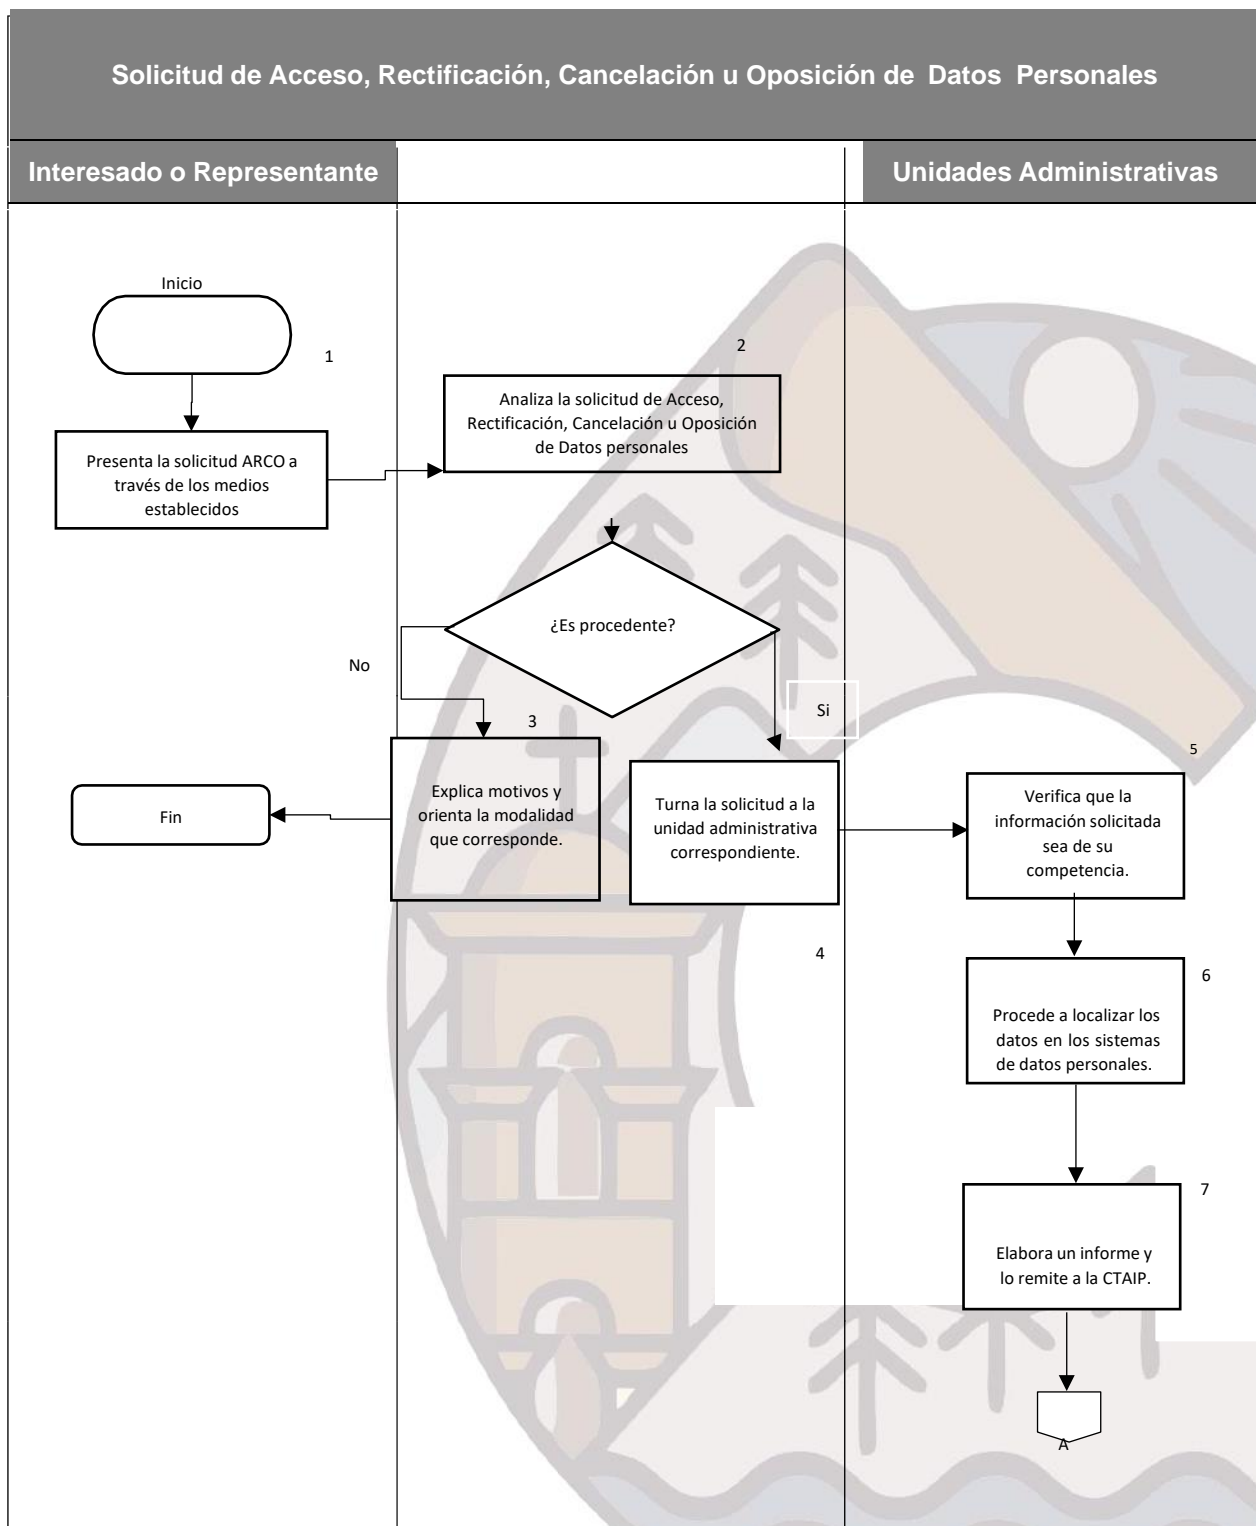 Solicitud de Acceso, Rectificación, Cancelación u Oposición de Datos Personales
Interesado o Representante
Unidades Administrativas
Inicio
1
Presenta la solicitud ARCO a
través de los medios
establecidos
2
Analiza la solicitud de Acceso,
Rectificación, Cancelación u Oposición
de Datos personales
¿Es procedente?
No
Si
3
Explica motivos y
orienta la modalidad
que corresponde.
Fin
Turna la solicitud a la
unidad administrativa
correspondiente.
4
5
Verifica que la
información solicitada
sea de su
competencia.
6
Procede a localizar los
datos en los sistemas
de datos personales.
7
Elabora un informe y
lo remite a la CTAIP.
A